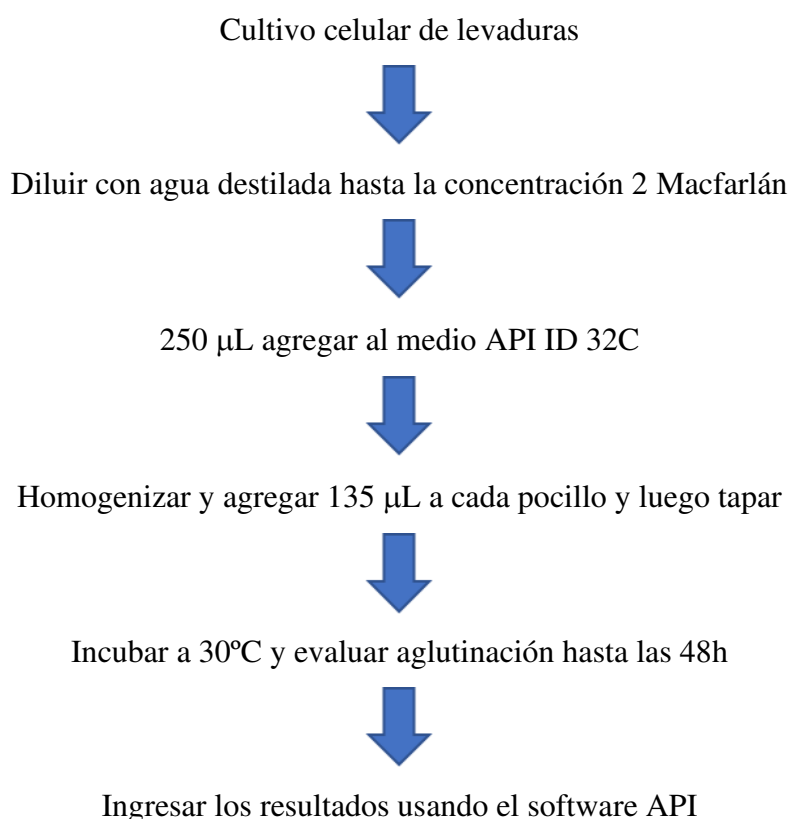 Cultivo celular de levaduras
Diluir con agua destilada hasta la concentración 2 Macfarlán
250 μL agregar al medio API ID 32C
Homogenizar y agregar 135 μL a cada pocillo y luego tapar
Incubar a 30ºC y evaluar aglutinación hasta las 48h
Ingresar los resultados usando el software API